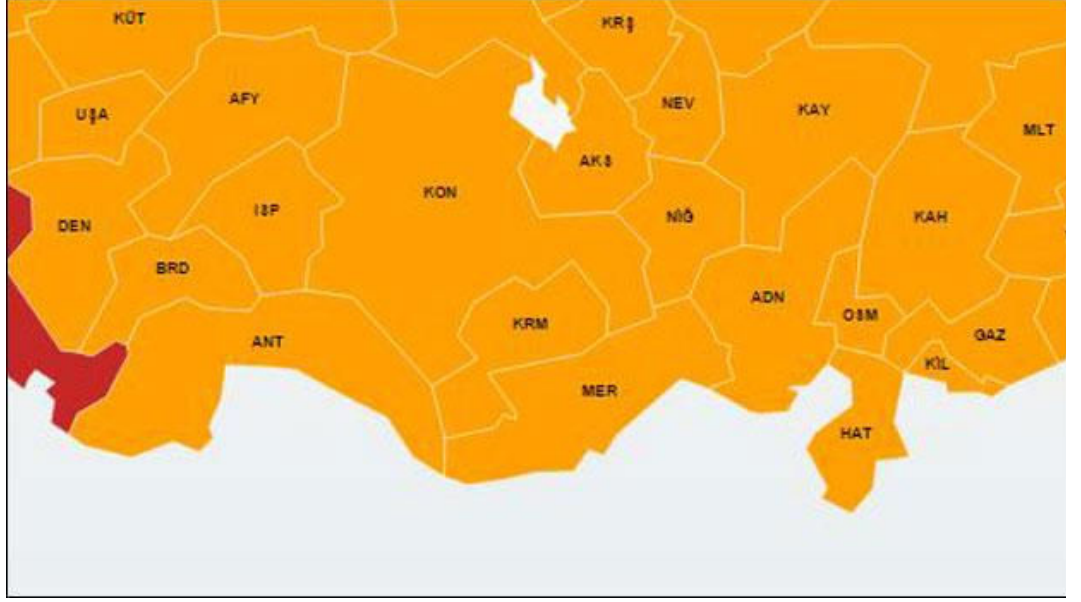 KÜT
KRŞ
AFY
NEV
KAY
UŞA
MLT
AKS
KON
ISP
NİĞ
KAH
DEN
BRD
ADN
OSM
KRM
GAZ
ANT
KİL
MER
HAT